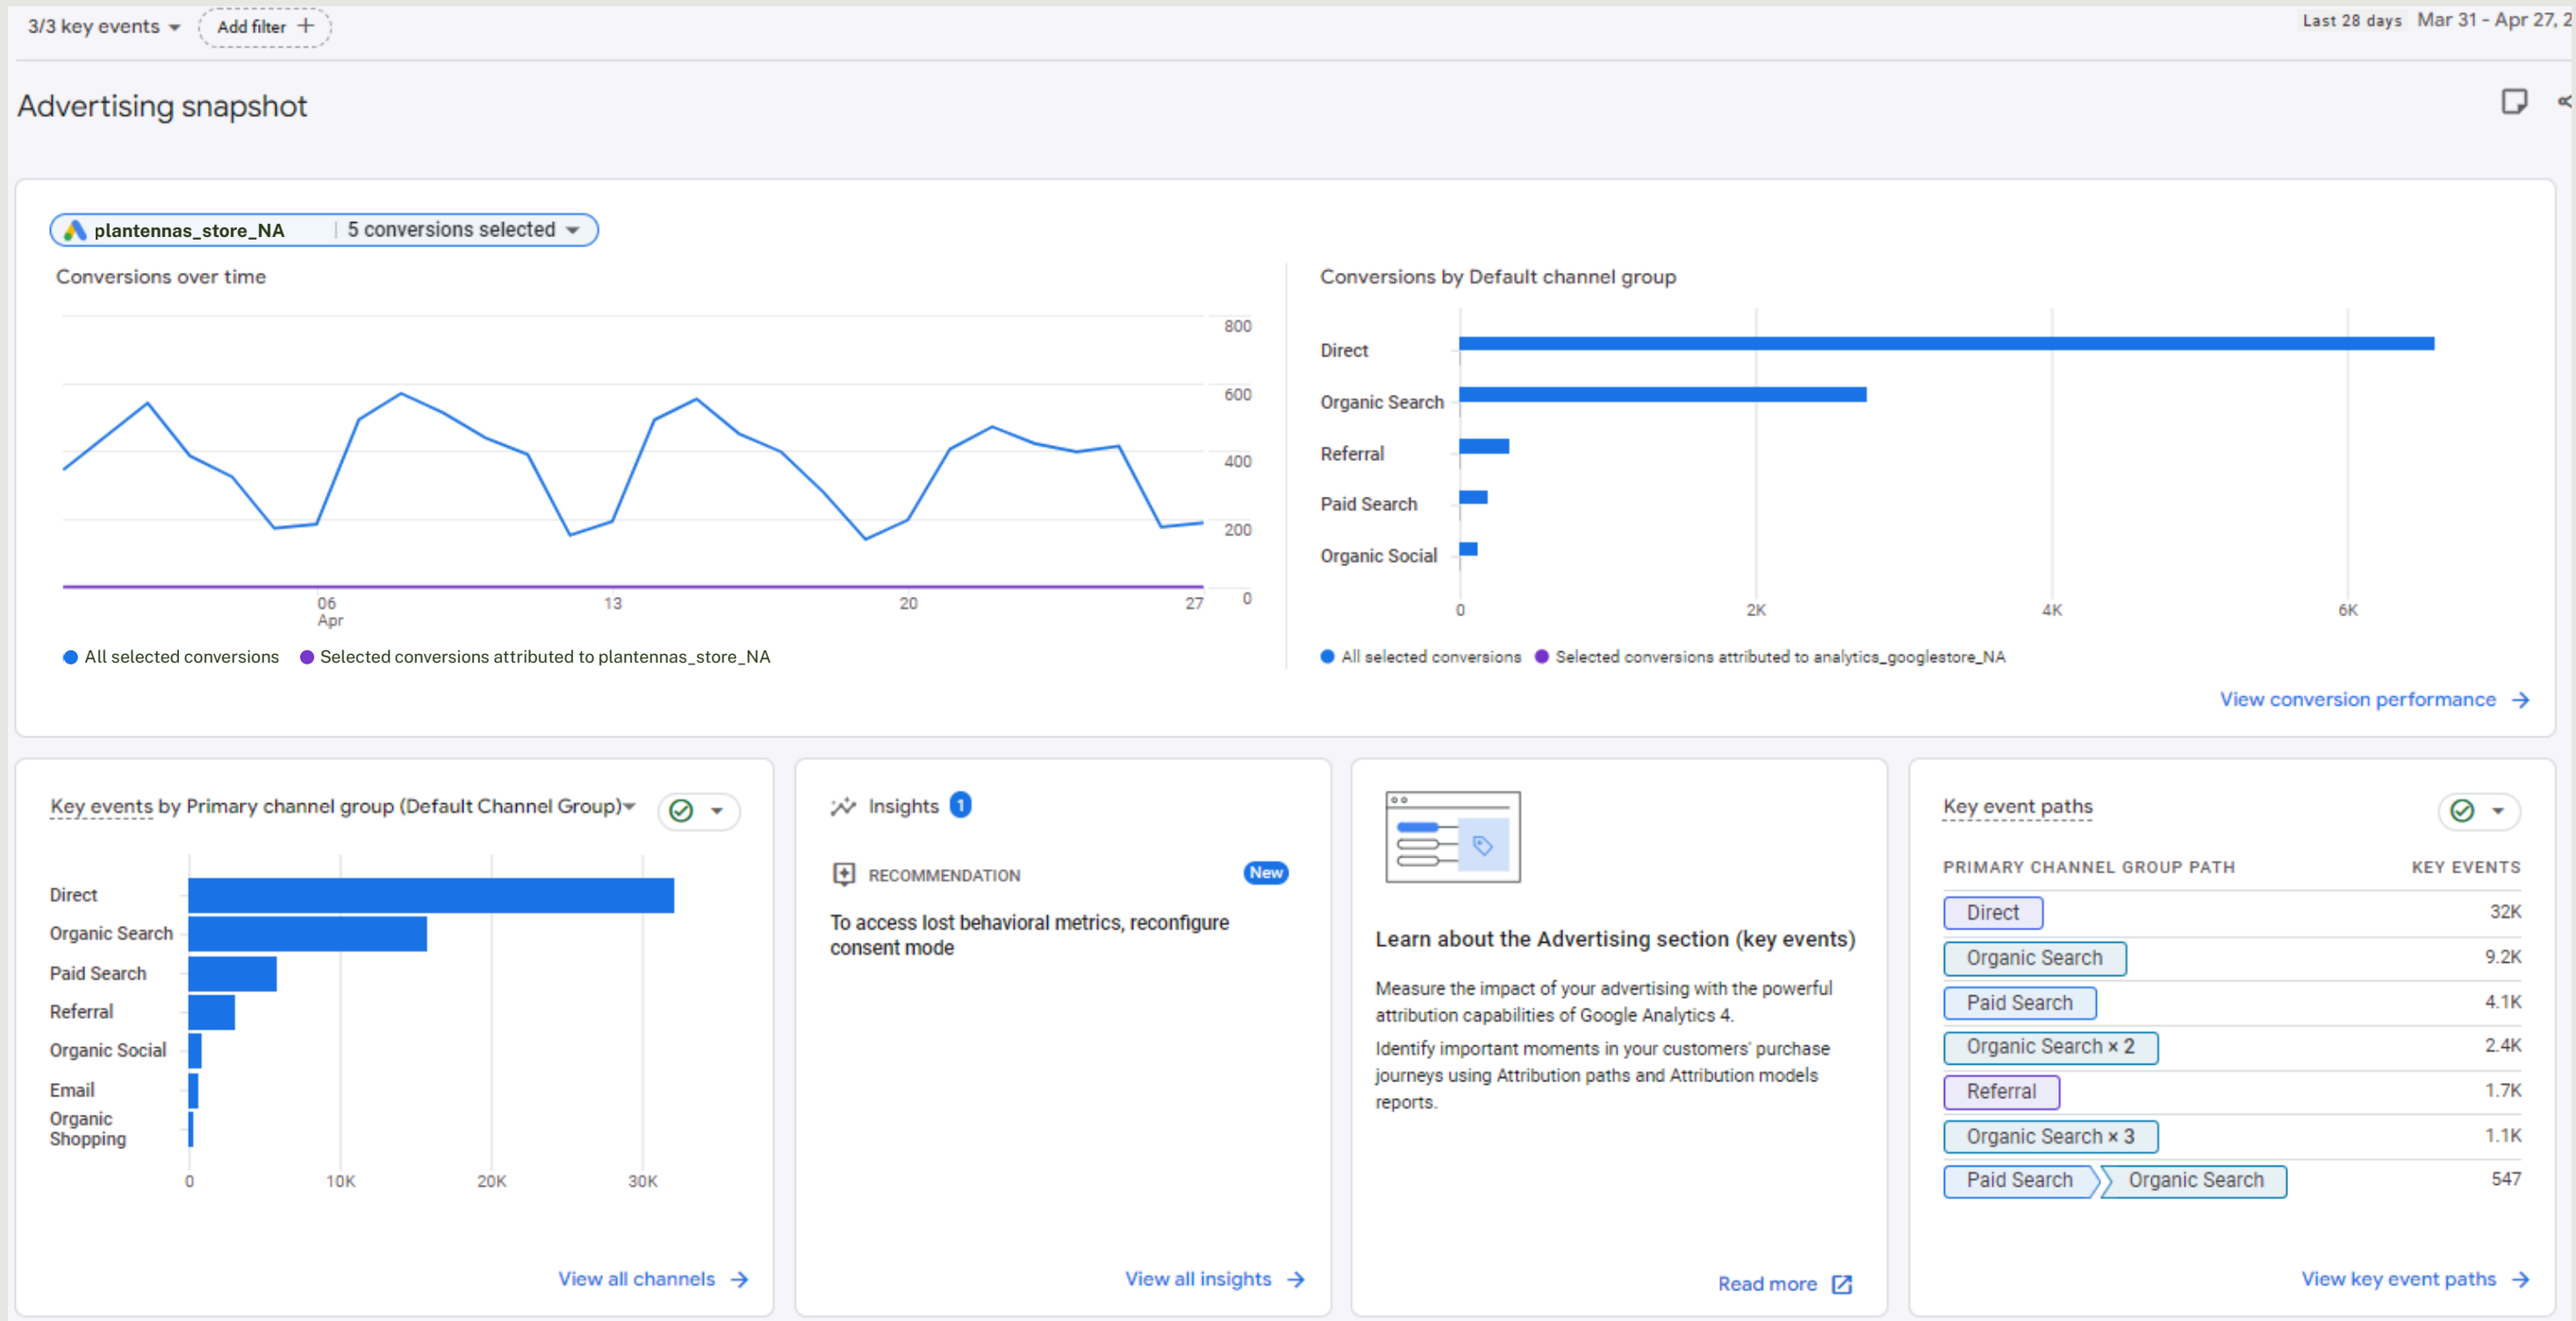 3/3 key events
Add filter +
Last 28 days Mar 31 - Apr 27, 2
Advertising snapshot
plantennas_store_NA | 5 conversions selected
Conversions over time
800
600
400
200
0
06
Apr
13
20
27
All selected conversions
Selected conversions attributed to plantennas_store_NA
Conversions by Default channel group
Direct
Organic Search
Referral
Paid Search
Organic Social
0
2K
4K
6K
All selected conversions
Selected conversions attributed to analytics_googlestore_NA
View conversion performance
Key events by Primary channel group (Default Channel Group)
Direct
Organic Search
Paid Search
Referral
Organic Social
Email
Organic
Shopping
0
10K
20K
30K
View all channels
Insights 1
RECOMMENDATION
New
To access lost behavioral metrics, reconfigure
consent mode
View all insights
Learn about the Advertising section (key events)
Measure the impact of your advertising with the powerful
attribution capabilities of Google Analytics 4.
Identify important moments in your customers' purchase
journeys using Attribution paths and Attribution models
reports.
Read more
Key event paths
PRIMARY CHANNEL GROUP PATH KEY EVENTS
Direct 32K
Organic Search 9.2K
Paid Search 4.1K
Organic Search × 2 2.4K
Referral 1.7K
Organic Search × 3 1.1K
Paid Search Organic Search 547
View key event paths